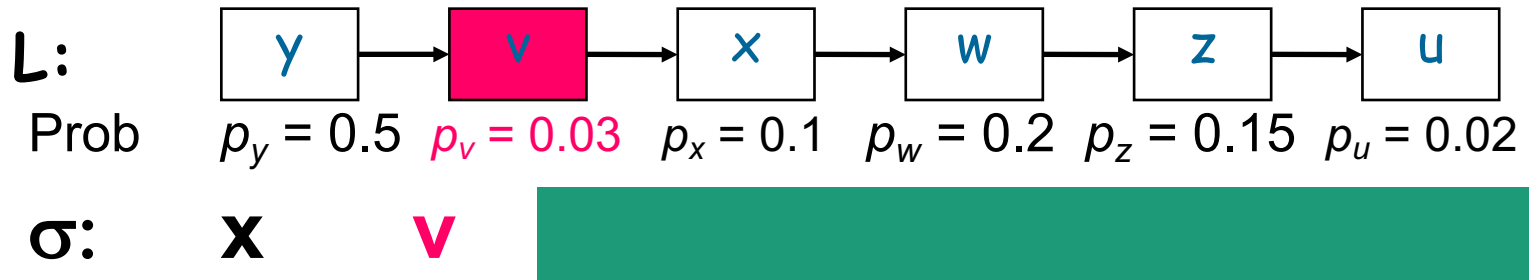 L: y v x w z u
Prob p_y = 0.5 p_v = 0.03 p_x = 0.1 p_w = 0.2 p_z = 0.15 p_u = 0.02
σ: x v